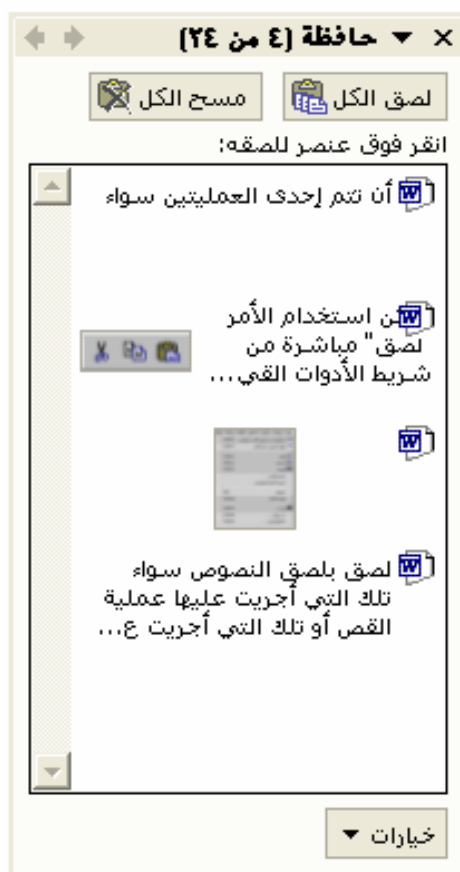 حافظة (٤ من ٢٤)
لصق الكل
مسح الكل
انقر فوق عنصر للصقه:
أن تتم إحدى العمليتين سواء
ن استخدام الأمر
لصق" مباشرة من
شريط الأدوات القي...
لصق بلصق النصوص سواء
تلك التي أجريت عليها عملية
القص أو تلك التي أجريت ع...
خيارات